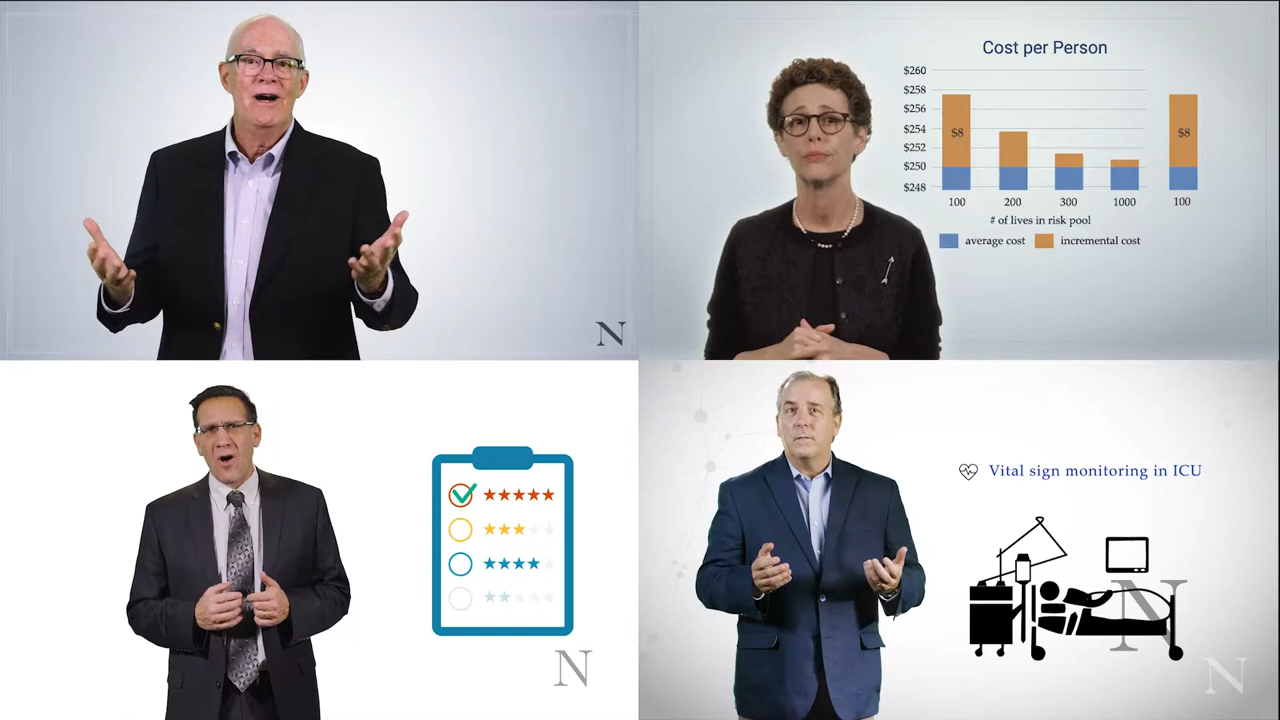 N
Cost per Person
$260
$258
$256
$254
$252
$250
$248
$8
$8
100 200 300 1000 100
# of lives in risk pool
average cost incremental cost
N
Vital sign monitoring in ICU
N
N